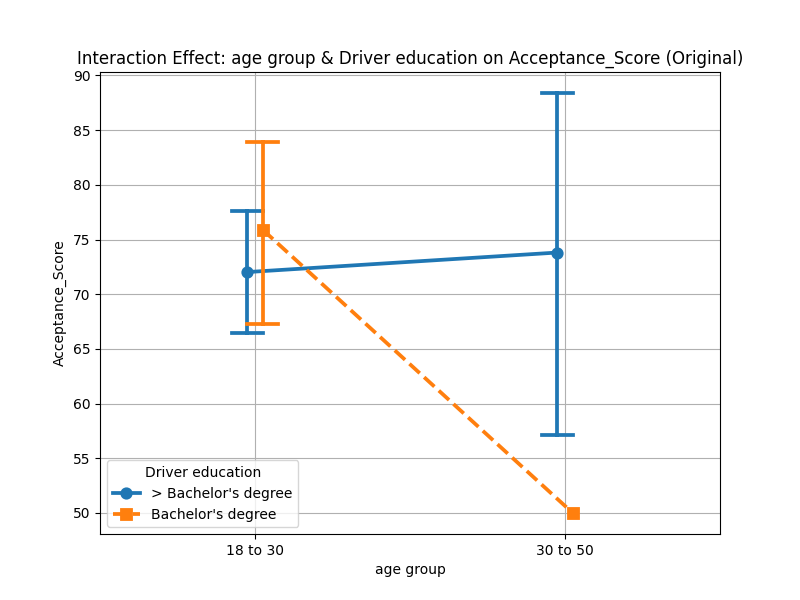 Interaction Effect: age group & Driver education on Acceptance_Score (Original)
90
85
80
75
70
65
60
55
50
Acceptance_Score
Driver education
> Bachelor's degree
Bachelor's degree
18 to 30
30 to 50
age group